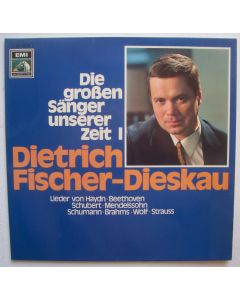 EMI
Die
großen
Sänger
unserer
Zeit I
Dietrich
Fischer-Dieskau
Lieder von Haydn · Beethoven
Schubert · Mendelssohn
Schumann · Brahms · Wolf · Strauss